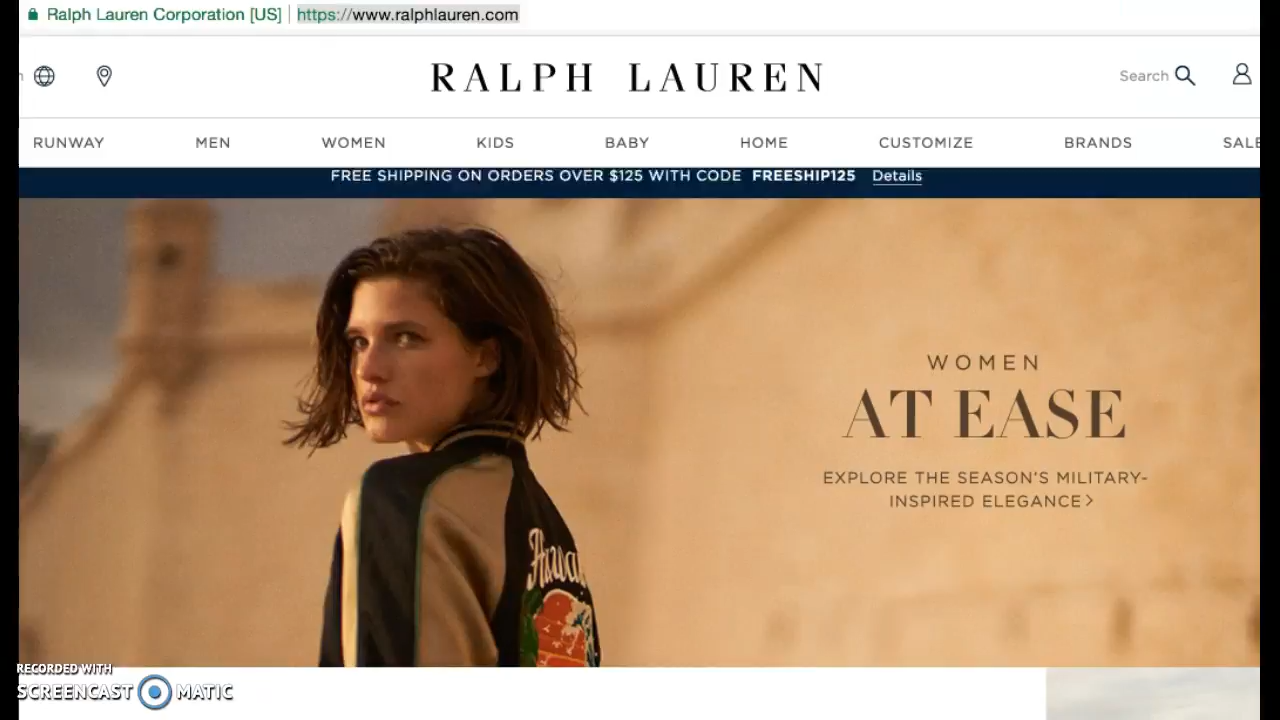 Ralph Lauren Corporation [US] https://www.ralphlauren.com
RALPH LAUREN
Search
RUNWAY MEN WOMEN KIDS BABY HOME CUSTOMIZE BRANDS SALE
FREE SHIPPING ON ORDERS OVER $125 WITH CODE FREESHIP125 Details
WOMEN
AT EASE
EXPLORE THE SEASON'S MILITARY-
INSPIRED ELEGANCE>
RECORDED WITH
SCREENCAST MATIC